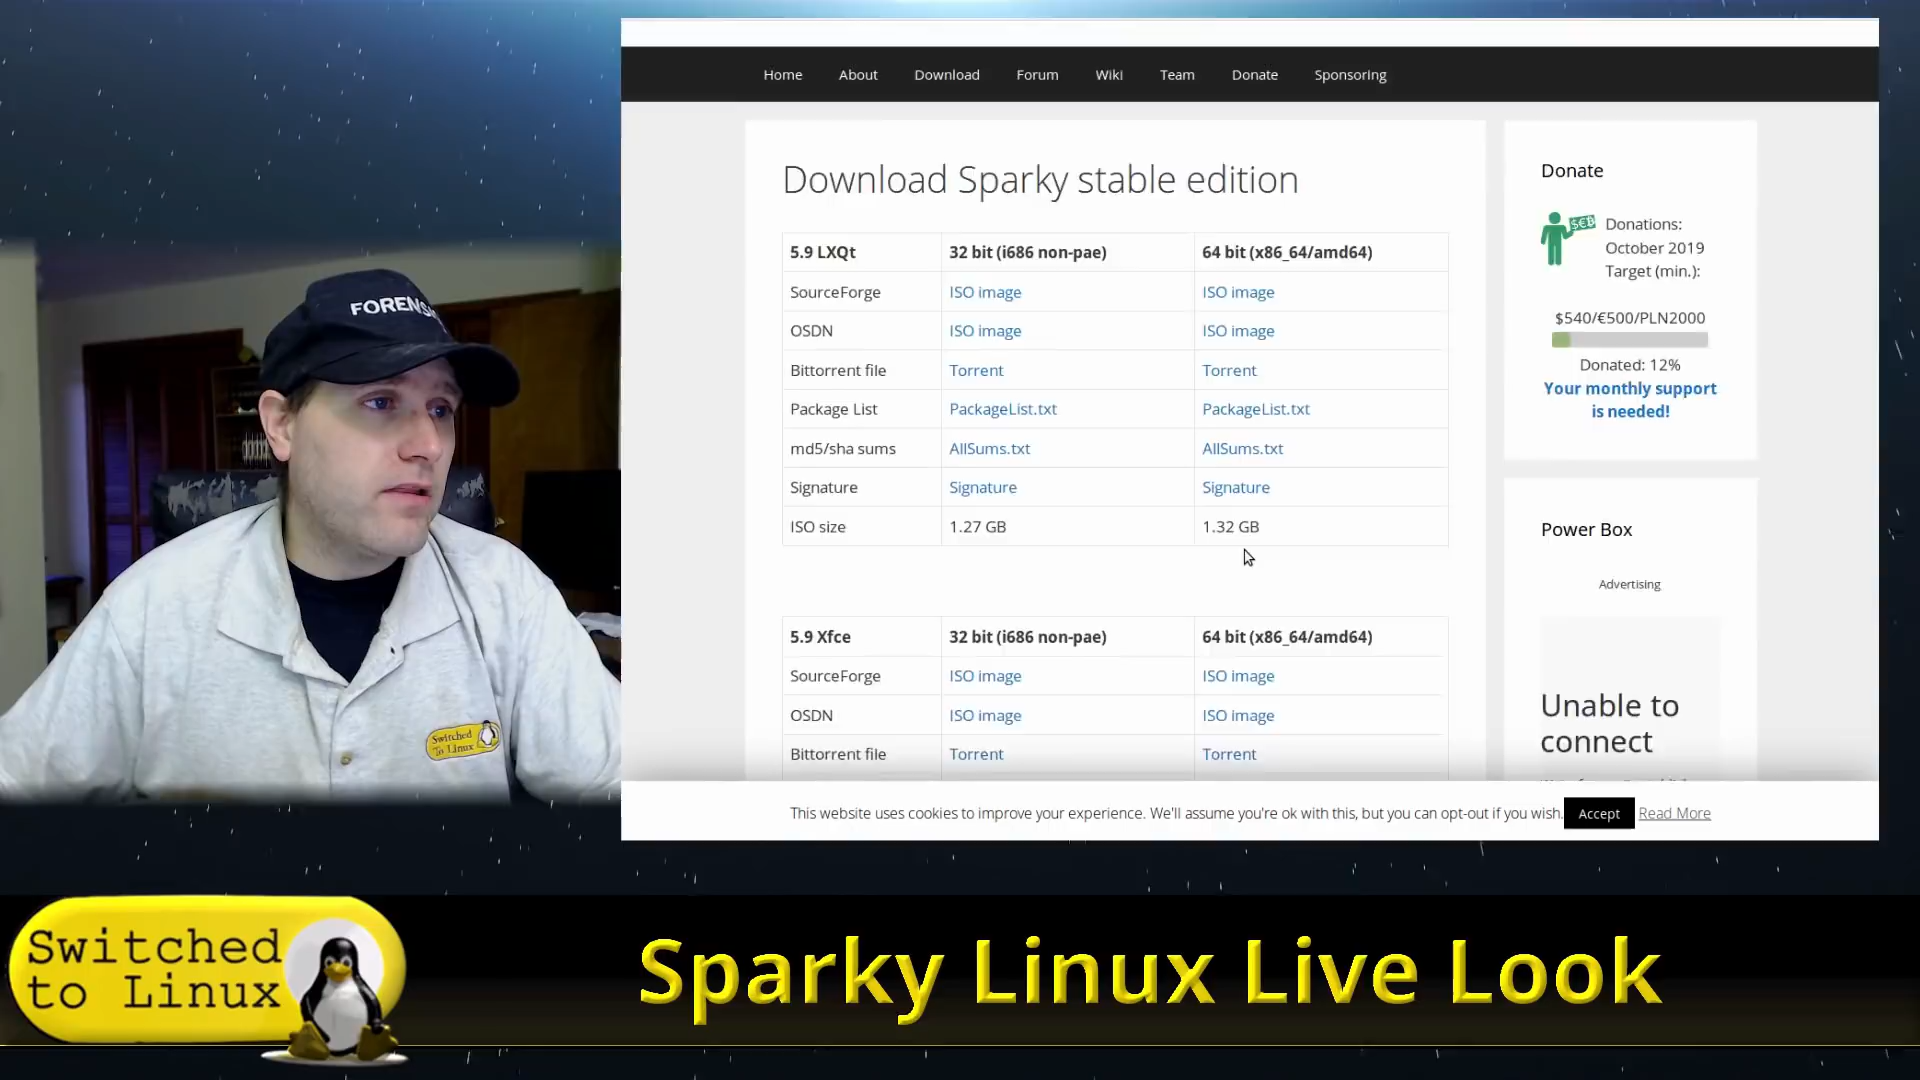 Home About Download Forum Wiki Team Donate Sponsoring
Download Sparky stable edition
5.9 LXQt 32 bit (i686 non-pae) 64 bit (x86_64/amd64)
SourceForge ISO image ISO image
OSDN ISO image ISO image
Bittorrent file Torrent Torrent
Package List PackageList.txt PackageList.txt
md5/sha sums AllSums.txt AllSums.txt
Signature Signature Signature
ISO size 1.27 GB 1.32 GB
5.9 Xfce 32 bit (i686 non-pae) 64 bit (x86_64/amd64)
SourceForge ISO image ISO image
OSDN ISO image ISO image
Bittorrent file Torrent Torrent
Donate
$€B
Donations:
October 2019
Target (min.):
$540/€500/PLN2000
Donated: 12%
Your monthly support
is needed!
Power Box
Advertising
Unable to
connect
This website uses cookies to improve your experience. We'll assume you're ok with this, but you can opt-out if you wish. Accept Read More
Switched
To Linux
Switched
to Linux
Sparky Linux Live Look